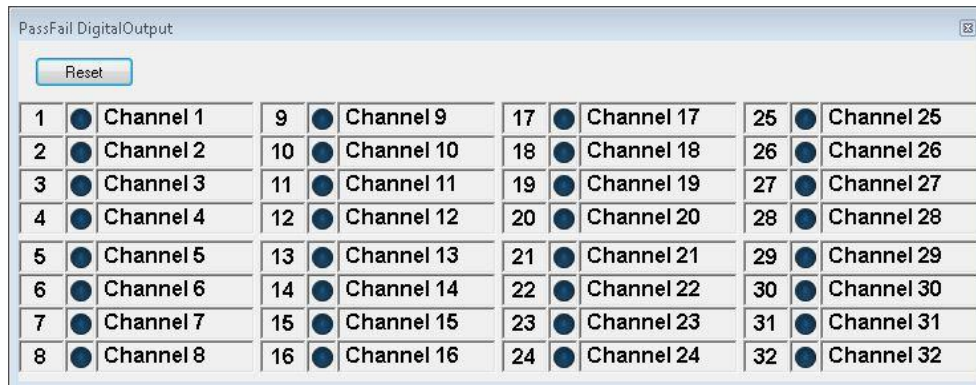 PassFail DigitalOutput
Reset
1 Channel 1 9 Channel 9 17 Channel 17 25 Channel 25
2 Channel 2 10 Channel 10 18 Channel 18 26 Channel 26
3 Channel 3 11 Channel 11 19 Channel 19 27 Channel 27
4 Channel 4 12 Channel 12 20 Channel 20 28 Channel 28
5 Channel 5 13 Channel 13 21 Channel 21 29 Channel 29
6 Channel 6 14 Channel 14 22 Channel 22 30 Channel 30
7 Channel 7 15 Channel 15 23 Channel 23 31 Channel 31
8 Channel 8 16 Channel 16 24 Channel 24 32 Channel 32